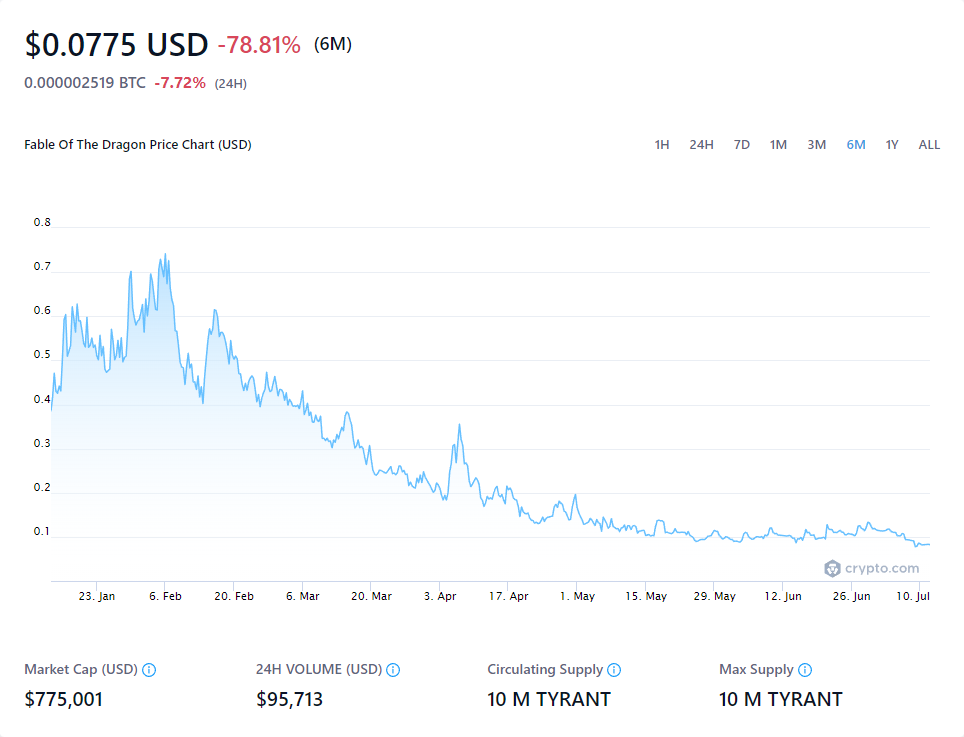 $0.0775 USD -78.81% (6M)
0.000002519 BTC -7.72% (24H)
Fable Of The Dragon Price Chart (USD) 1H 24H 7D 1M 3M 6M 1Y ALL
0.8
0.7
0.6
0.5
0.4
0.3
0.2
0.1
crypto.com
23. Jan 6. Feb 20. Feb 6. Mar 20. Mar 3. Apr 17. Apr 1. May 15. May 29. May 12. Jun 26. Jun 10. Jul
Market Cap (USD) 24H VOLUME (USD) Circulating Supply Max Supply
$775,001 $95,713 10 M TYRANT 10 M TYRANT